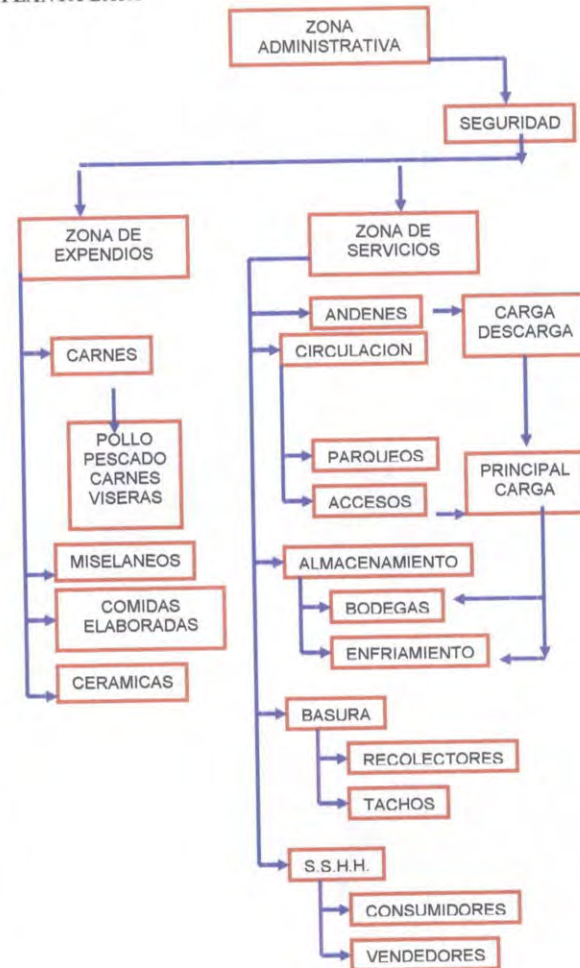 ZONA
ADMINISTRATIVA
SEGURIDAD
ZONA DE
EXPENDIOS
ZONA DE
SERVICIOS
CARNES
POLLO
PESCADO
CARNES
VISERAS
MISELANEOS
COMIDAS
ELABORADAS
CERAMICAS
ANDENES
CARGA
DESCARGA
CIRCULACION
PARQUEOS
ACCESOS
PRINCIPAL
CARGA
ALMACENAMIENTO
BODEGAS
ENFRIAMIENTO
BASURA
RECOLECTORES
TACHOS
S.S.H.H.
CONSUMIDORES
VENDEDORES